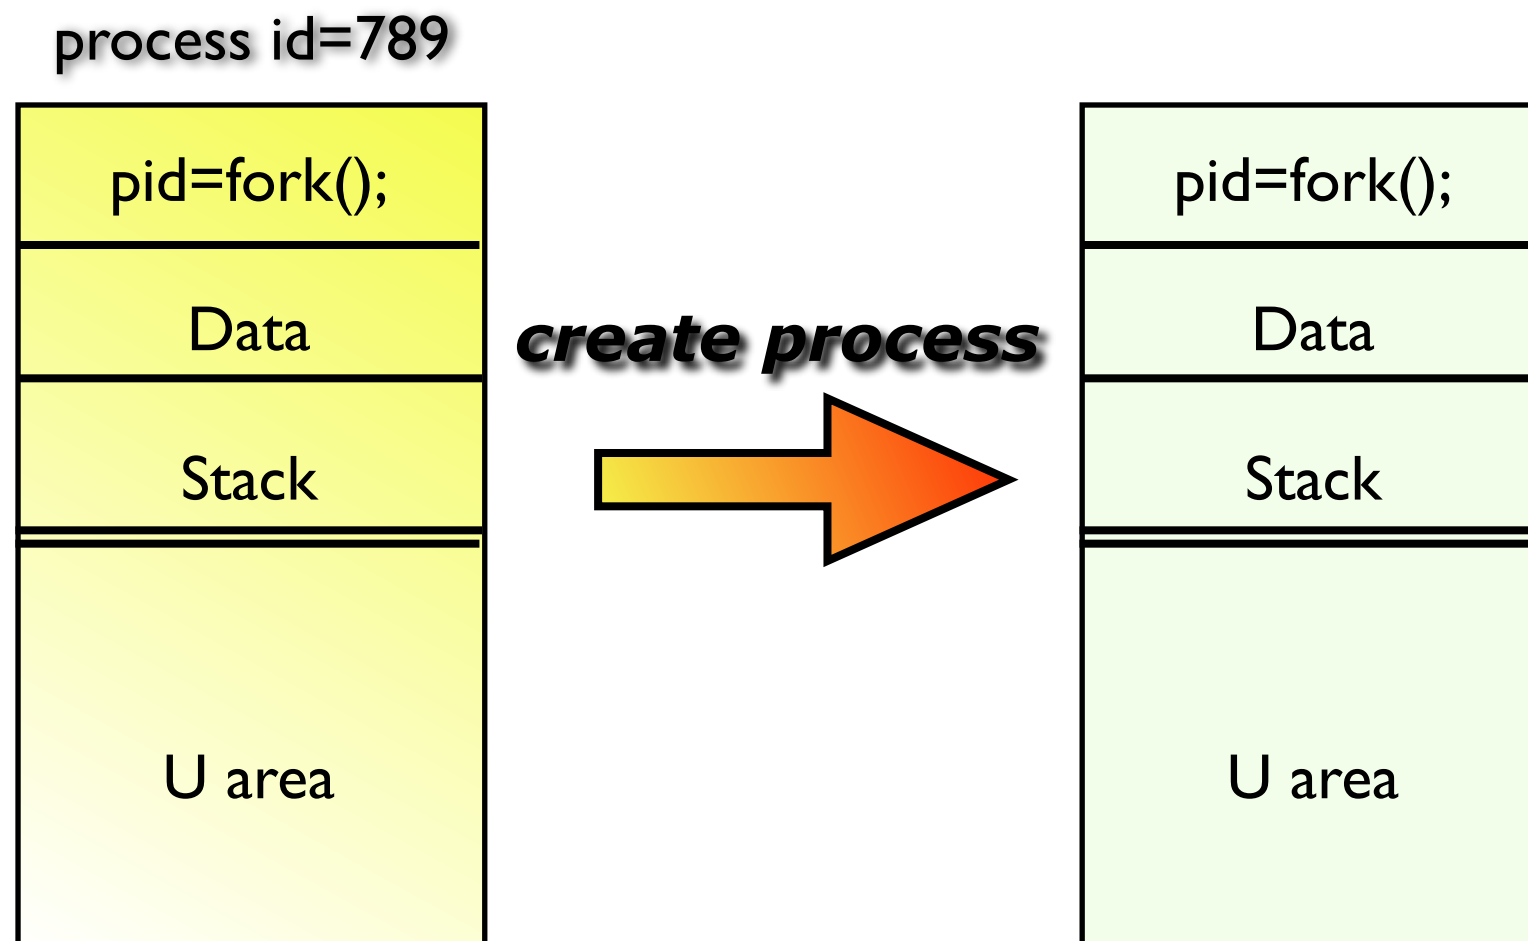 process id=789
pid=fork();
Data
Stack
U area
create process
pid=fork();
Data
Stack
U area